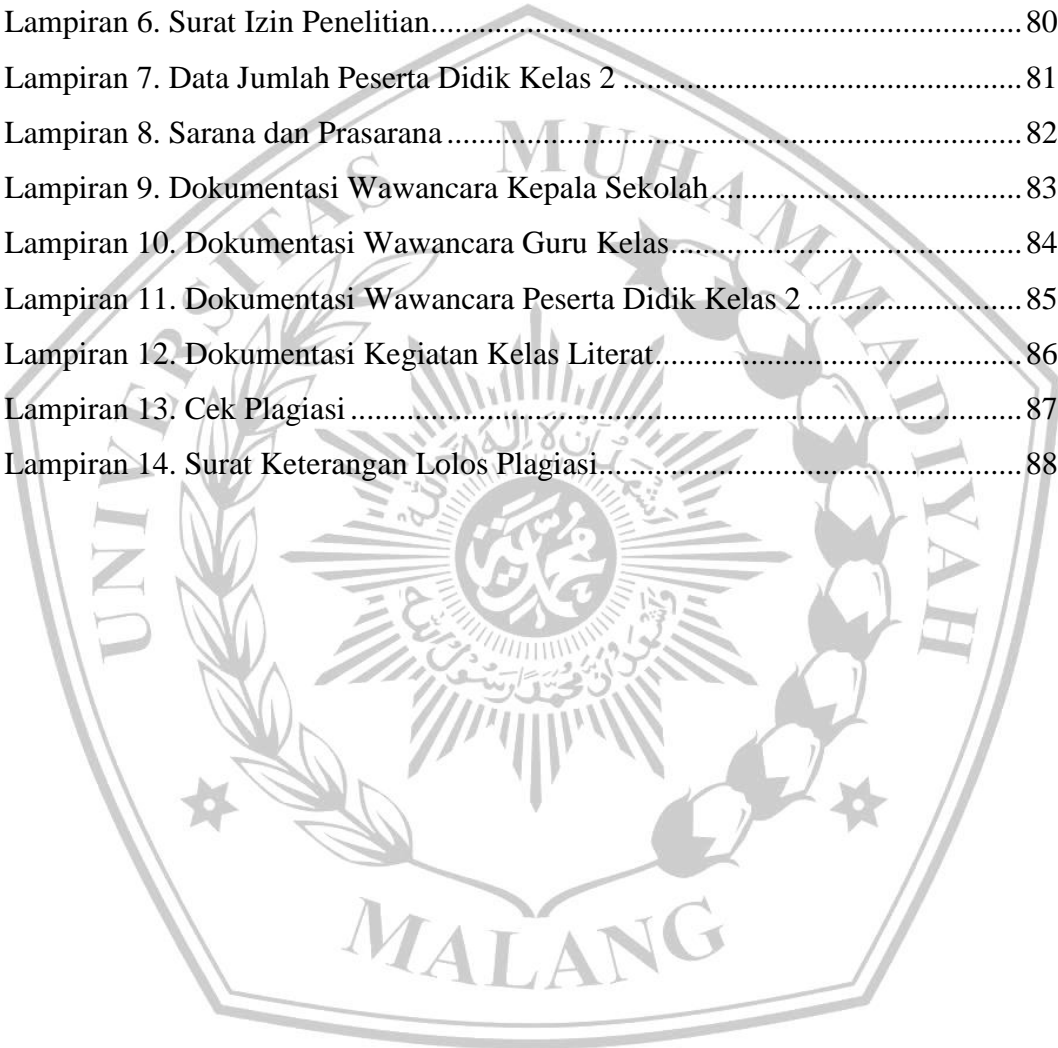 Lampiran 6. Surat Izin Penelitian.......................................................................... 80
Lampiran 7. Data Jumlah Peserta Didik Kelas 2 .................................................. 81
Lampiran 8. Sarana dan Prasarana ........................................................................ 82
Lampiran 9. Dokumentasi Wawancara Kepala Sekolah....................................... 83
Lampiran 10. Dokumentasi Wawancara Guru Kelas............................................ 84
Lampiran 11. Dokumentasi Wawancara Peserta Didik Kelas 2 ........................... 85
Lampiran 12. Dokumentasi Kegiatan Kelas Literat.............................................. 86
Lampiran 13. Cek Plagiasi .................................................................................... 87
Lampiran 14. Surat Keterangan Lolos Plagiasi..................................................... 88
UNIVERSITAS MUHAMMADIYAH
MALANG